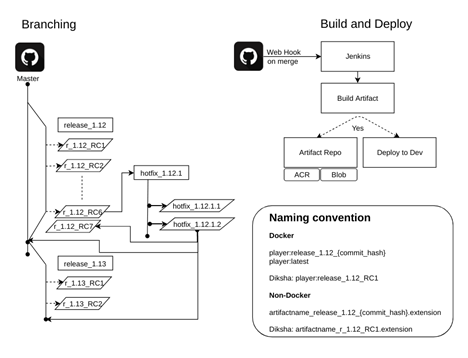 Branching
Master
release_1.12
r_1.12_RC1
r_1.12_RC2
hotfix_1.12.1
r_1.12_RC6
r_1.12_RC7
hotfix_1.12.1.1
hotfix_1.12.1.2
release_1.13
r_1.13_RC1
r_1.13_RC2
Build and Deploy
Web Hook
on merge
Jenkins
Build Artifact
Yes
Artifact Repo
Deploy to Dev
ACR
Blob
Naming convention
Docker
player:release_1.12_{commit_hash}
player:latest
Diksha: player:release_1.12_RC1
Non-Docker
artifactname_release_1.12_{commit_hash}.extension
Diksha: artifactname_r_1.12_RC1.extension